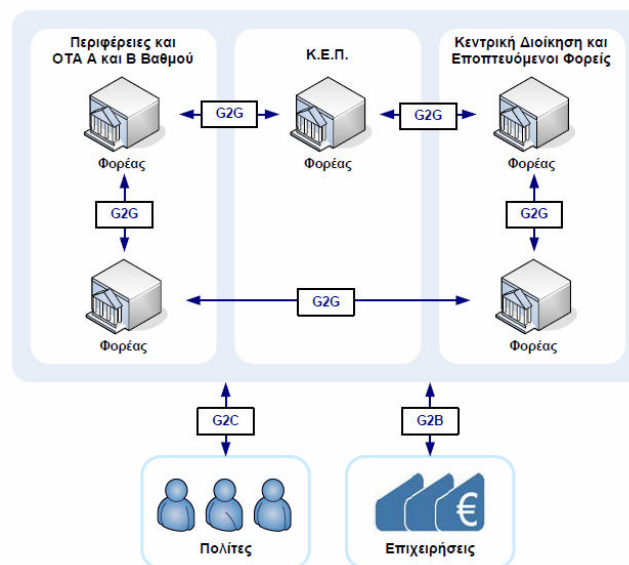 Περιφέρειες και
ΟΤΑ Α και Β Βαθμού
Κ.Ε.Π.
Κεντρική Διοίκηση και
Εποπτευόμενοι Φορείς
G2G
G2G
Φορέας
Φορέας
Φορέας
G2G
G2G
G2G
Φορέας
Φορέας
G2C
G2B
Πολίτες
€
Επιχειρήσεις